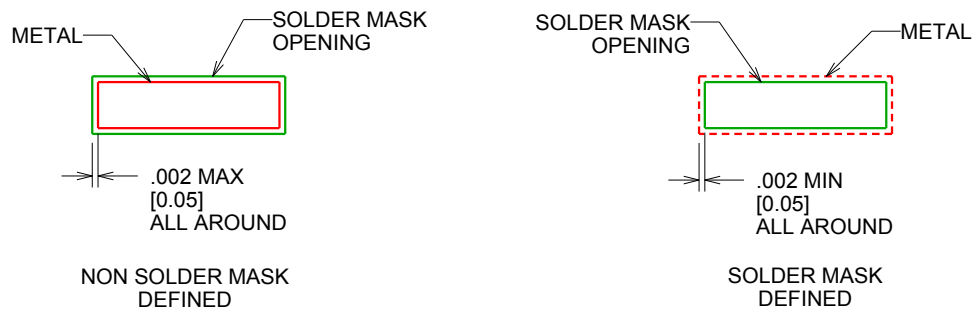 METAL
SOLDER MASK
OPENING
.002 MAX
[0.05]
ALL AROUND
NON SOLDER MASK
DEFINED
SOLDER MASK
OPENING
METAL
.002 MIN
[0.05]
ALL AROUND
SOLDER MASK
DEFINED